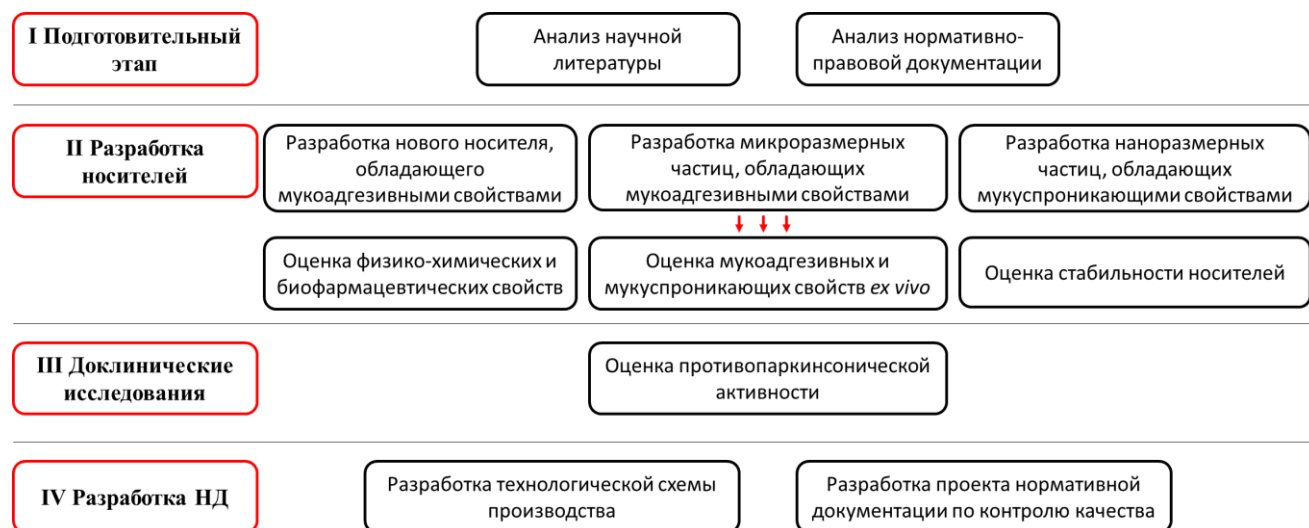 I Подготовительный
этап
Анализ научной
литературы
Анализ нормативно-
правовой документации
II Разработка
носителей
Разработка нового носителя,
обладающего
мукоадгезивными свойствами
Разработка микроразмерных
частиц, обладающих
мукоадгезивными свойствами
Разработка наноразмерных
частиц, обладающих
мукуспроникающими свойствами
Оценка физико-химических и
биофармацевтических свойств
Оценка мукоадгезивных и
мукуспроникающих свойств ex vivo
Оценка стабильности носителей
III Доклинические
исследования
Оценка противопаркинсонической
активности
IV Разработка НД
Разработка технологической схемы
производства
Разработка проекта нормативной
документации по контролю качества